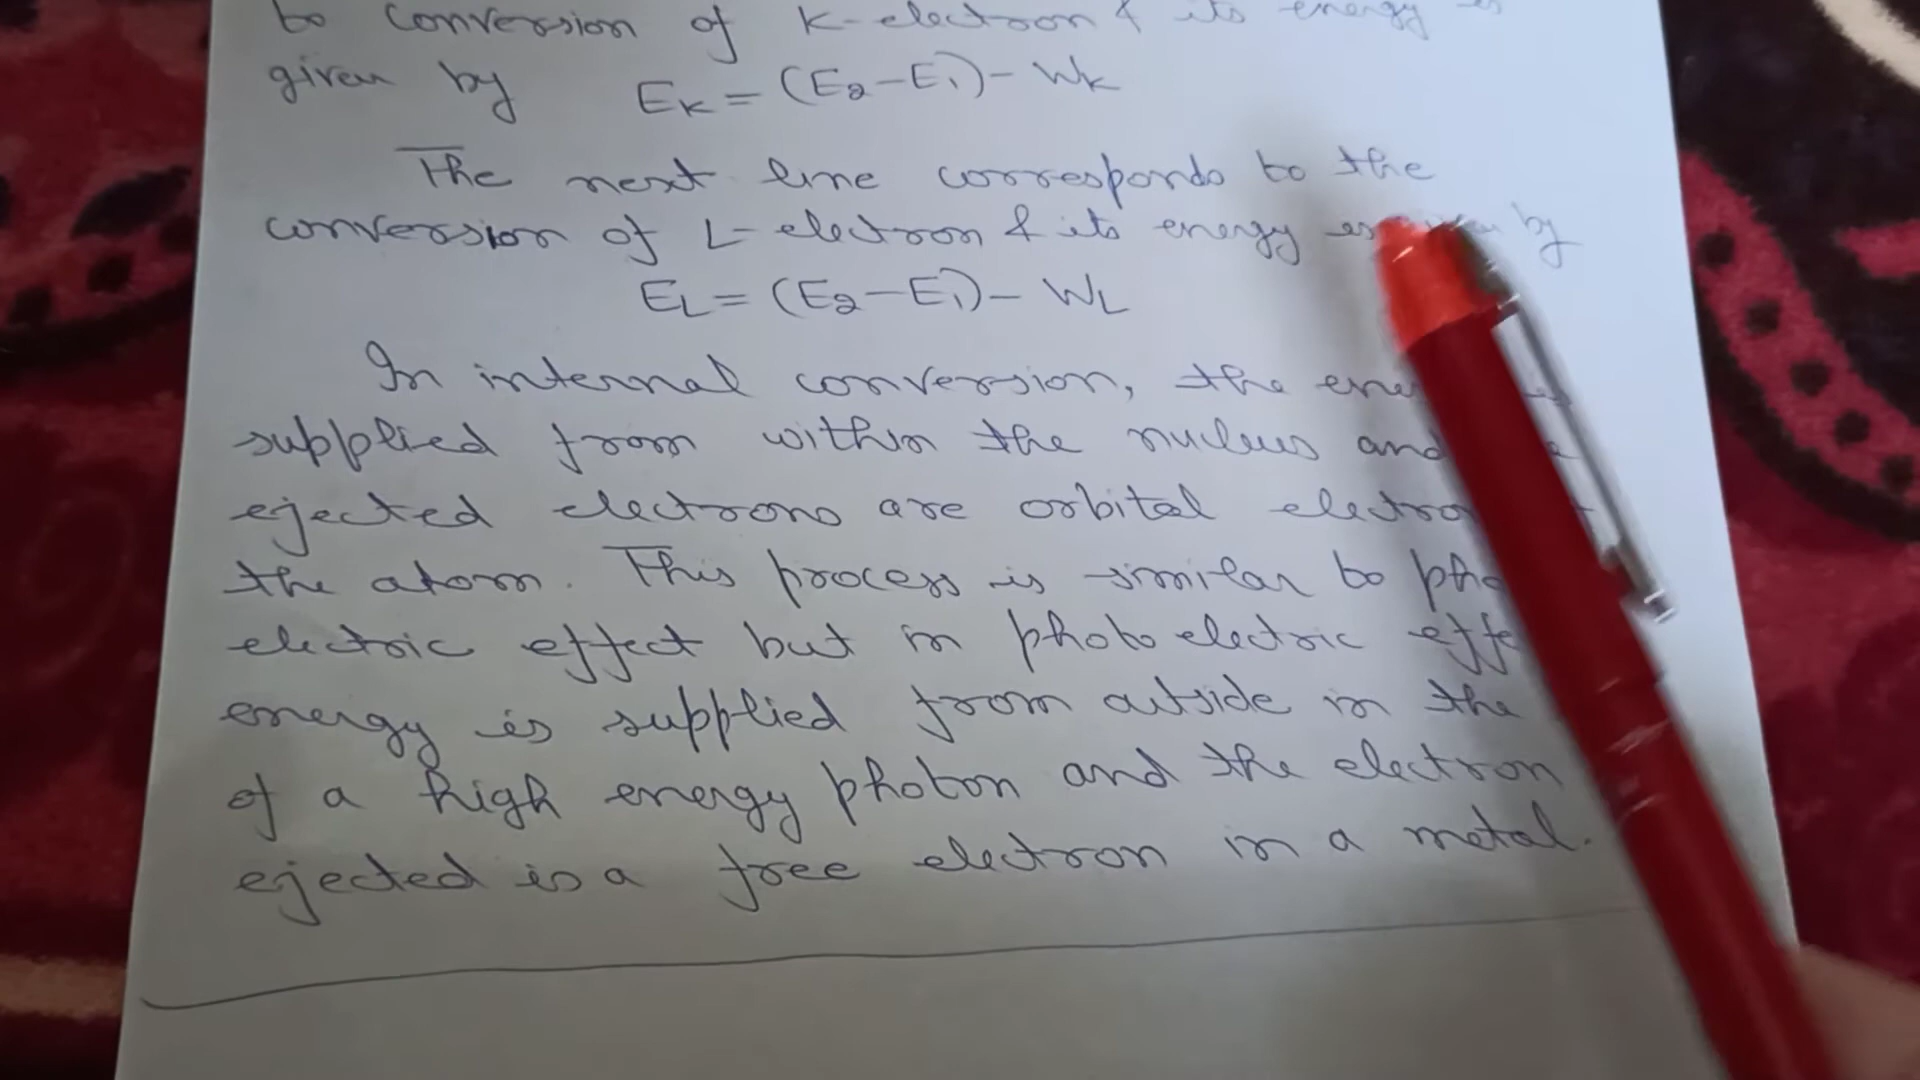 to conversion of K-electron & its energy is
given by EK = (E2-E1) - WK
The next line corresponds to the
conversion of L-electron & its energy is by
EL = (E2-E1) - WL
In internal conversion, the
supplied from within the nucleus and
ejected electrons are orbital
the atom. This process is similar to
electric effect but in photoelectric
energy is supplied from outside in the
of a high energy photon and the electron
ejected is a free electron in a metal.